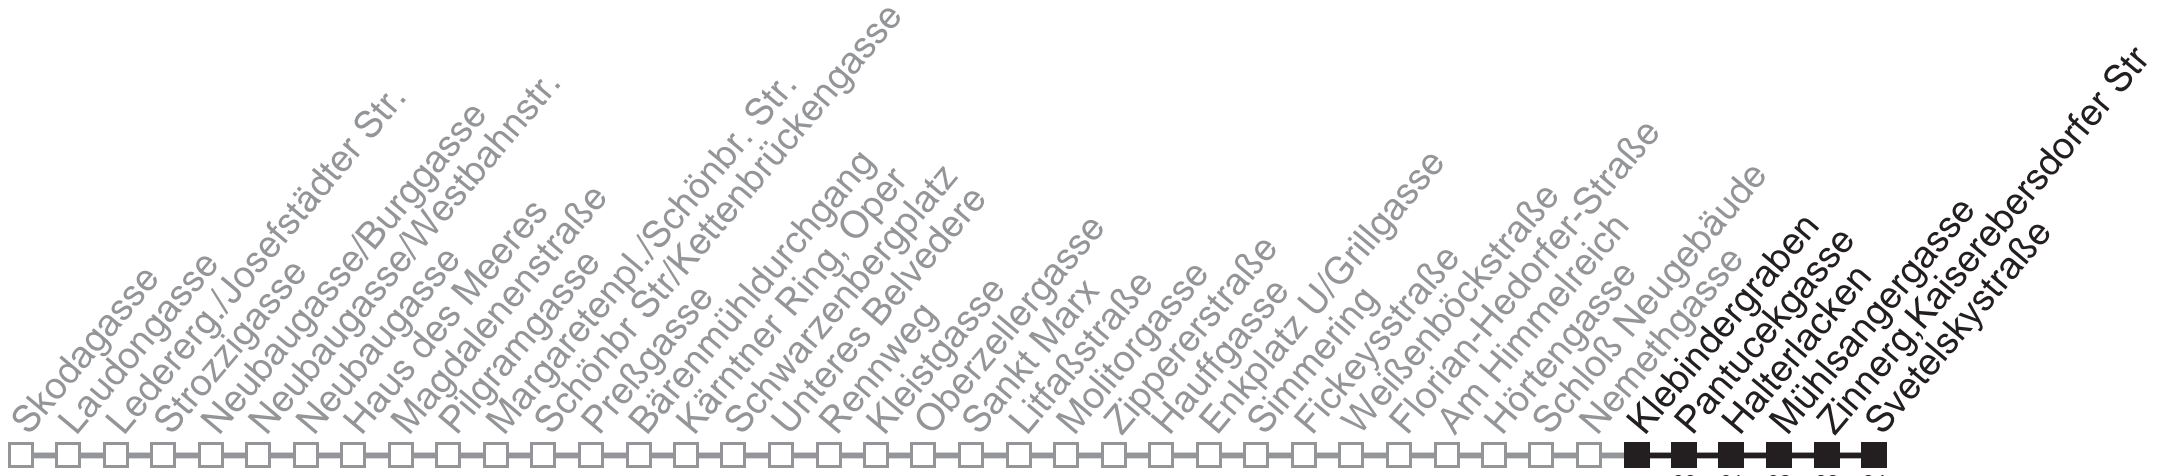 Skodagasse
Laudongasse
Ledererg./Josefstädter Str.
Strozzigasse
Neubaugasse/Burggasse
Neubaugasse/Westbahnstr.
Neubaugasse
Haus des Meeres
Magdalenenstraße
Pilgramgasse
Margaretenpl./Schönbr. Str.
Schönbr Str/Kettenbrückengasse
Preßgasse
Bärenmühldurchgang
Kärntner Ring, Oper
Schwarzenbergplatz
Unteres Belvedere
Rennweg
Kleistgasse
Oberzellergasse
Sankt Marx
Litfaßstraße
Molitorgasse
Zippererstraße
Hauffgasse
Enkplatz U/Grillgasse
Simmering
Fickeysstraße
Weißenböckstraße
Florian-Hedorfer-Straße
Am Himmelreich
Hörtengasse
Schloß Neugebäude
Nemethgasse
Klebindergraben
Pantucekgasse
Halterlacken
Mühlsangergasse
Zinnerg,Kaiserebersdorfer Str
Svetelskystraße